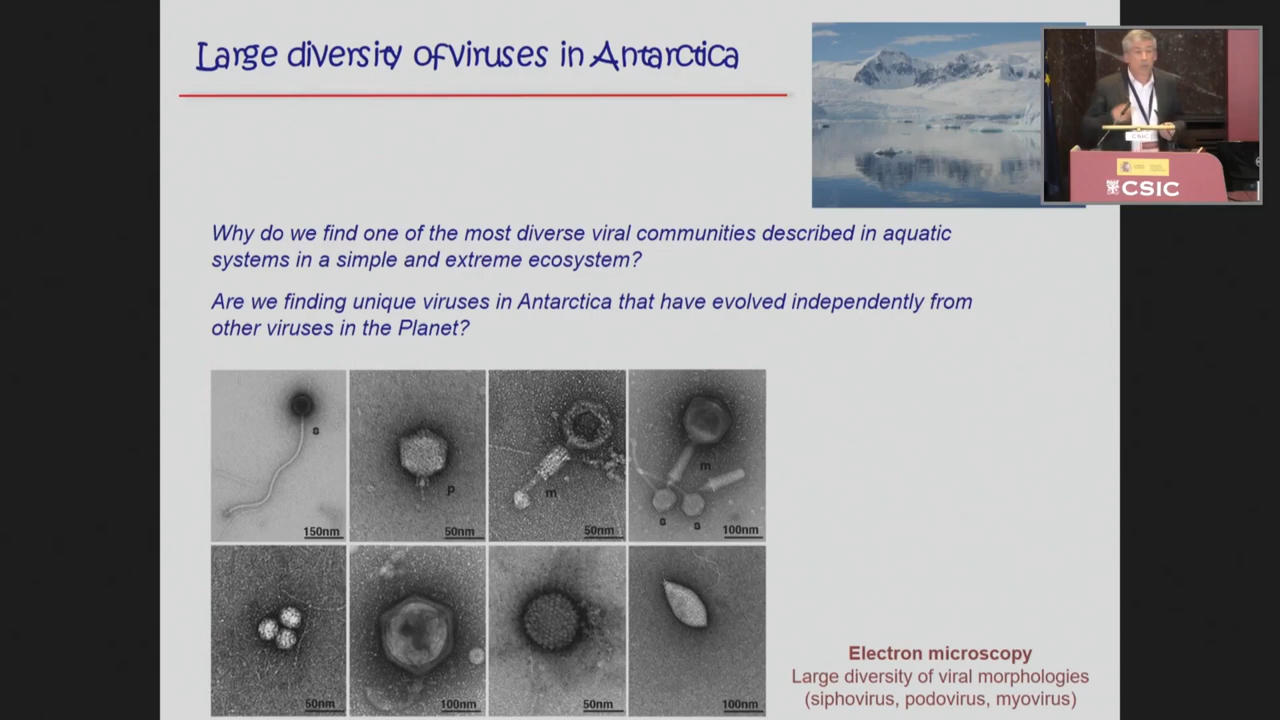 Large diversity of viruses in Antarctica
CSIC
CSIC
Why do we find one of the most diverse viral communities described in aquatic
systems in a simple and extreme ecosystem?
Are we finding unique viruses in Antarctica that have evolved independently from
other viruses in the Planet?
s
150nm
p
50nm
m
50nm
m
s
s
100nm
50nm
100nm
50nm
100nm
Electron microscopy
Large diversity of viral morphologies
(siphovirus, podovirus, myovirus)